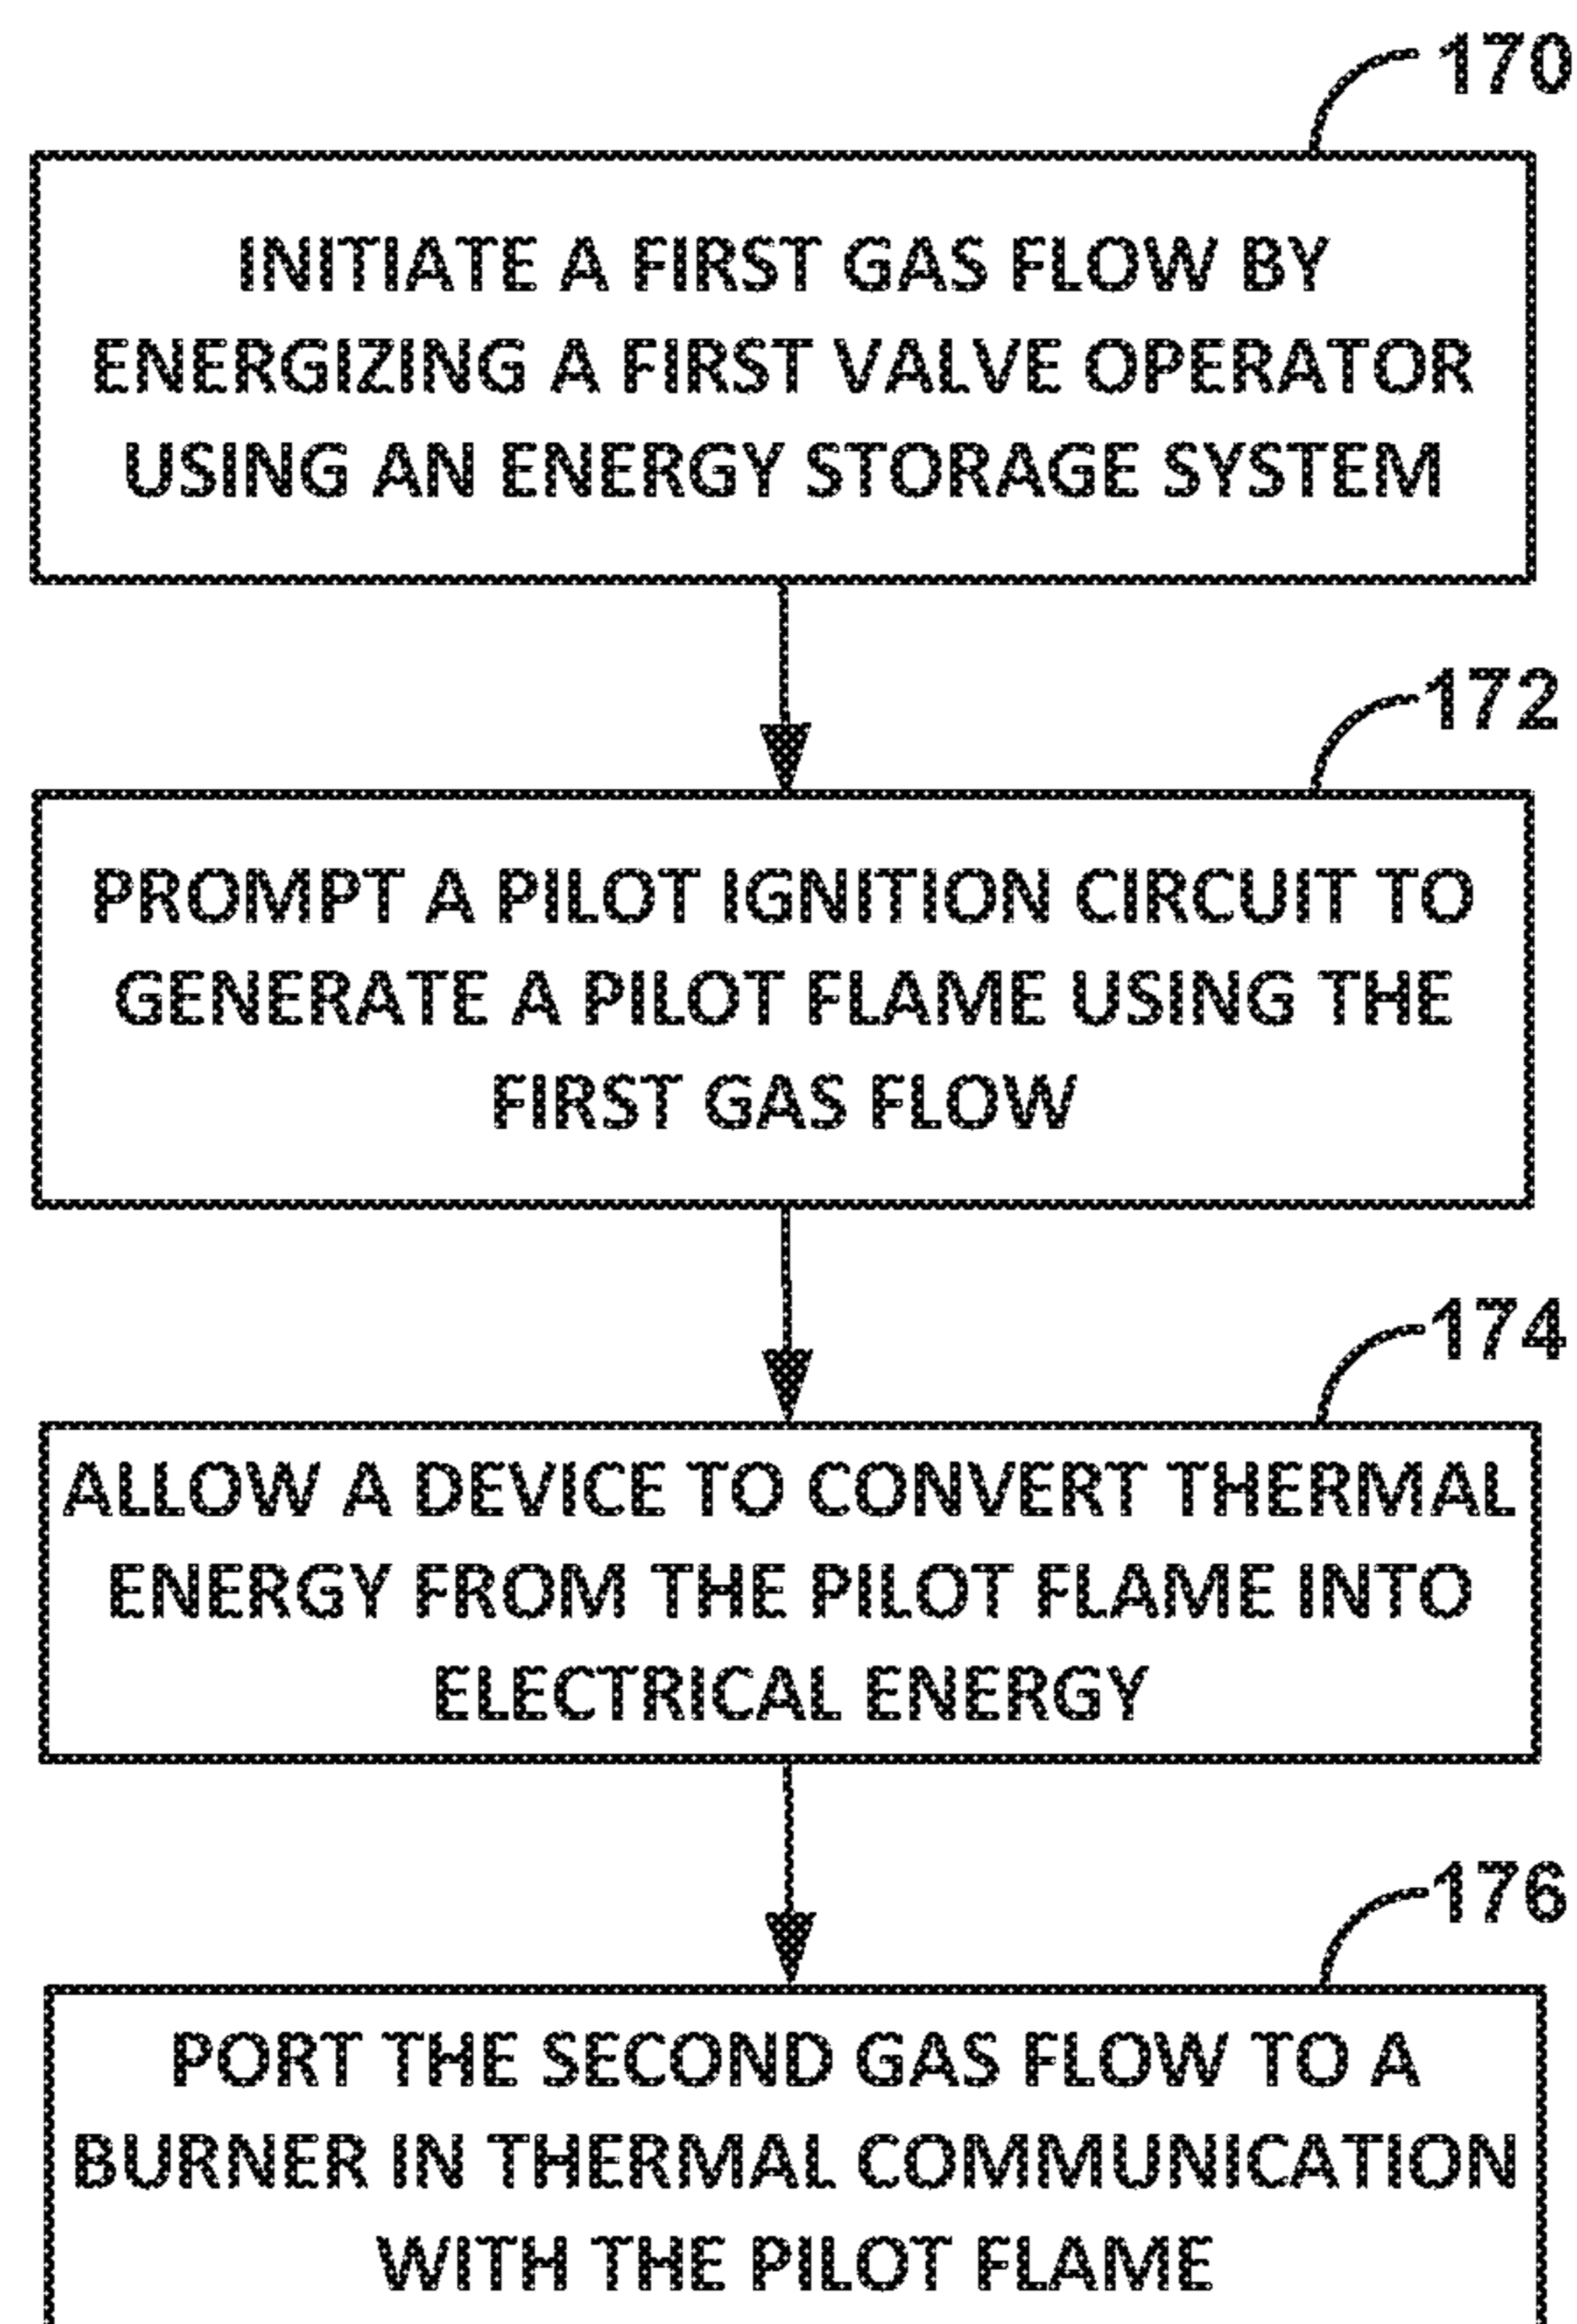 170
INITIATE A FIRST GAS FLOW BY
ENERGIZING A FIRST VALVE OPERATOR
USING AN ENERGY STORAGE SYSTEM
172
PROMPT A PILOT IGNITION CIRCUIT TO
GENERATE A PILOT FLAME USING THE
FIRST GAS FLOW
174
ALLOW A DEVICE TO CONVERT THERMAL
ENERGY FROM THE PILOT FLAME INTO
ELECTRICAL ENERGY
176
PORT THE SECOND GAS FLOW TO A
BURNER IN THERMAL COMMUNICATION
WITH THE PILOT FLAME